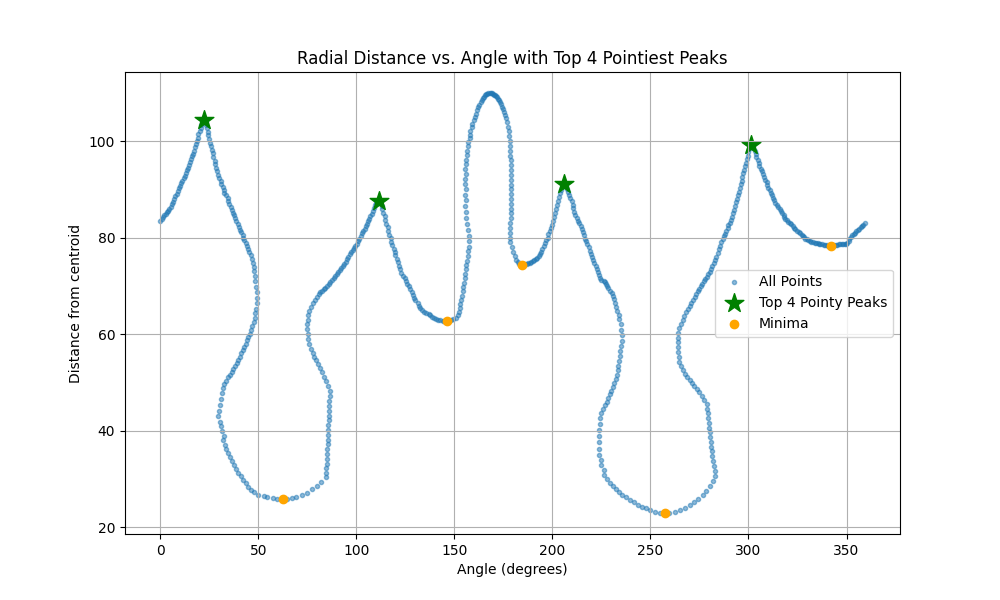 Radial Distance vs. Angle with Top 4 Pointiest Peaks
Distance from centroid
100
80
60
40
20
All Points
Top 4 Pointy Peaks
Minima
0 50 100 150 200 250 300 350
Angle (degrees)